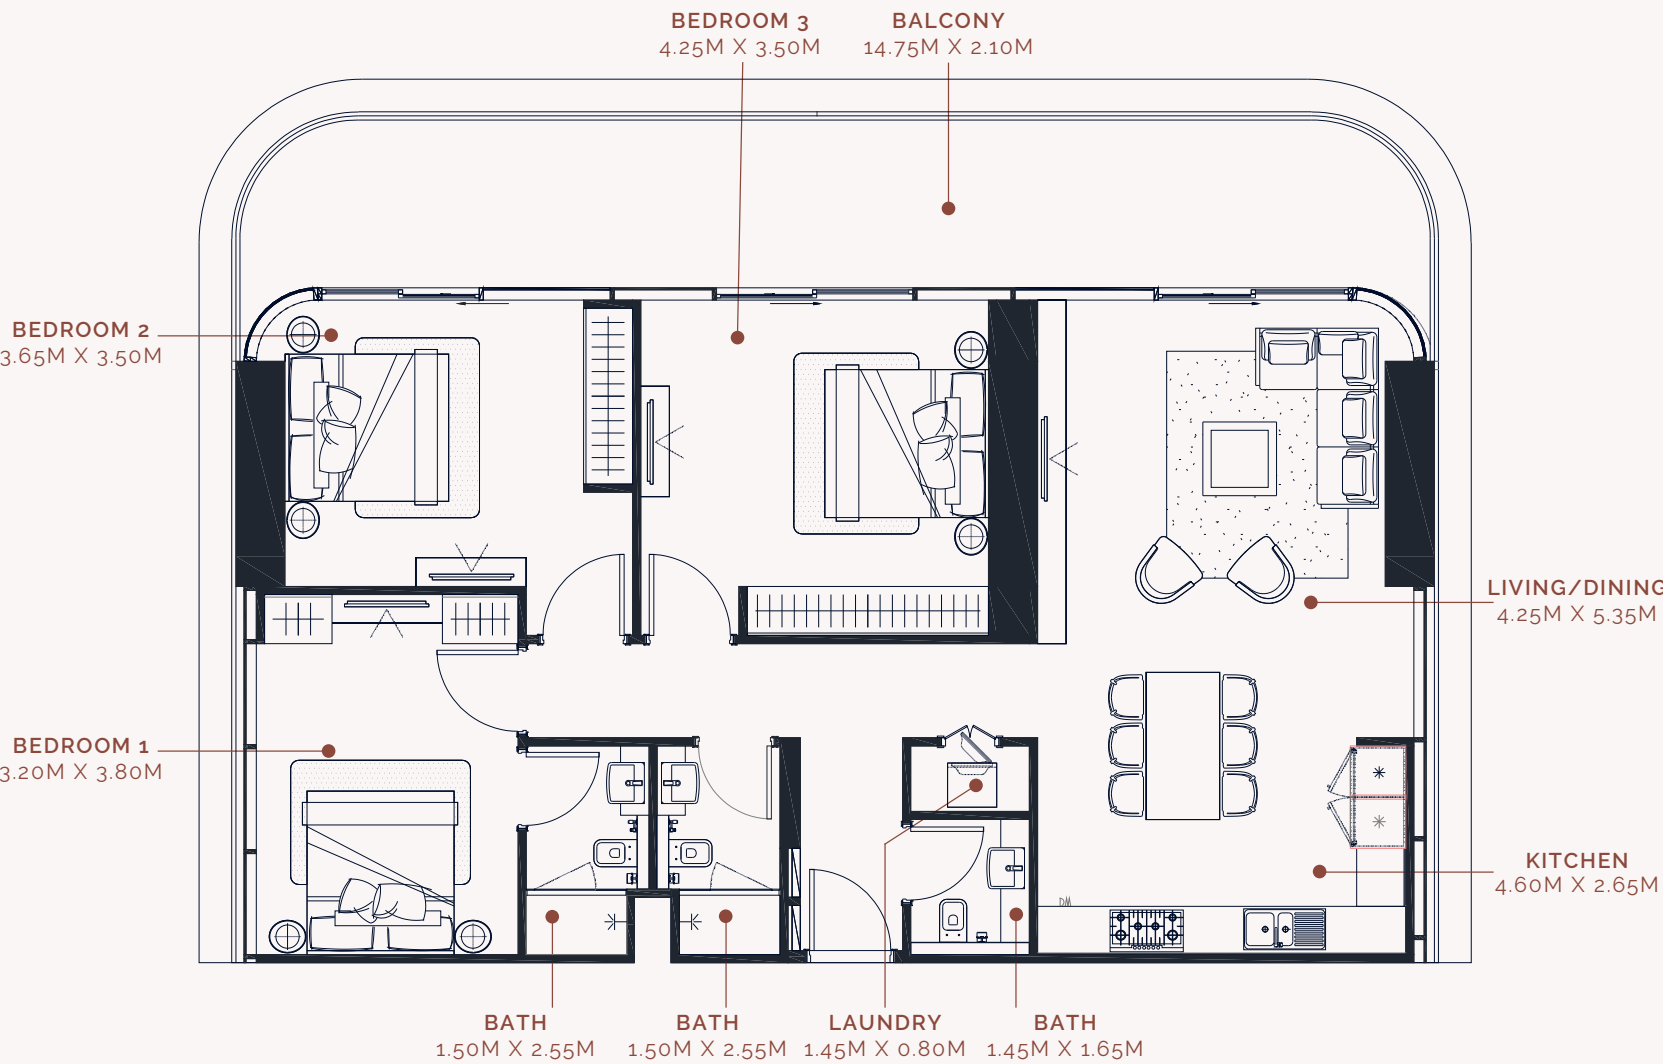 BEDROOM 3
4.25M X 3.50M
BALCONY
14.75M X 2.10M
BEDROOM 2
3.65M X 3.50M
LIVING/DINING
4.25M X 5.35M
BEDROOM 1
3.20M X 3.80M
KITCHEN
4.60M X 2.65M
DM
BATH
1.50M X 2.55M
BATH
1.50M X 2.55M
LAUNDRY
1.45M X 0.80M
BATH
1.45M X 1.65M